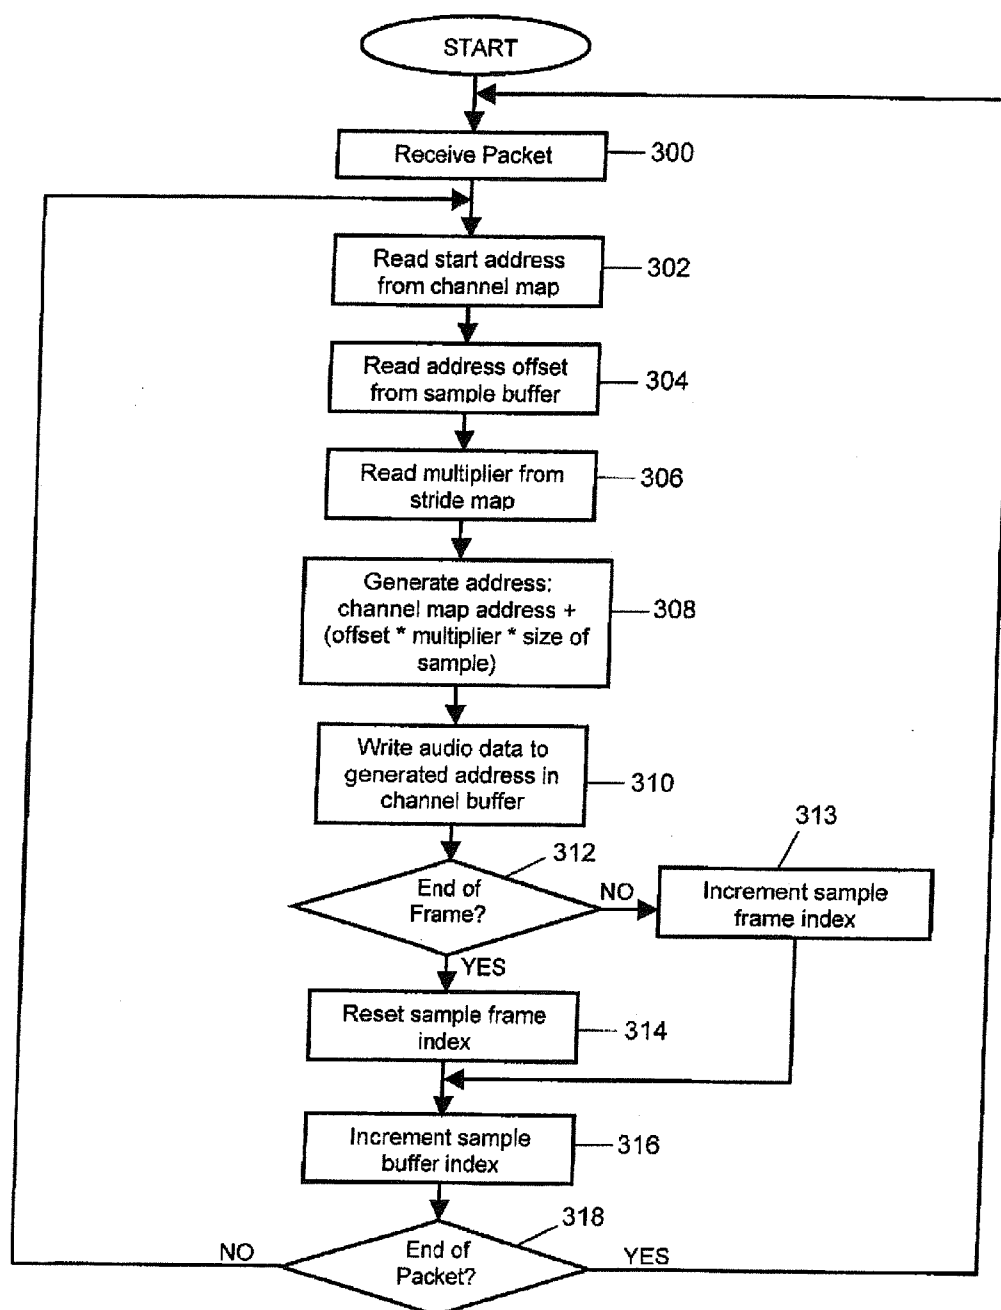 START
Receive Packet
300
Read start address
from channel map
302
Read address offset
from sample buffer
304
Read multiplier from
stride map
306
Generate address:
channel map address +
(offset * multiplier * size of
sample)
308
Write audio data to
generated address in
channel buffer
310
312
End of
Frame?
NO
313
Increment sample
frame index
YES
Reset sample frame
index
314
Increment sample
buffer index
316
318
End of
Packet?
NO
YES